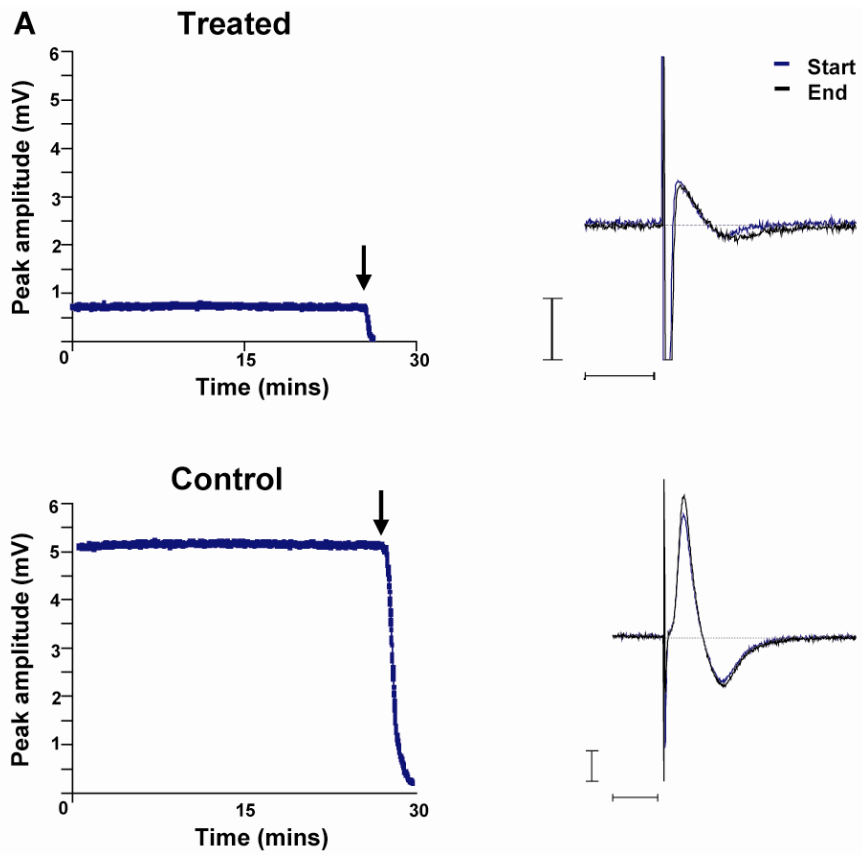 A
Treated
6
5
4
3
2
1
0
15
30
Peak amplitude (mV)
Time (mins)
Start
End
Control
6
5
4
3
2
1
0
15
30
Peak amplitude (mV)
Time (mins)